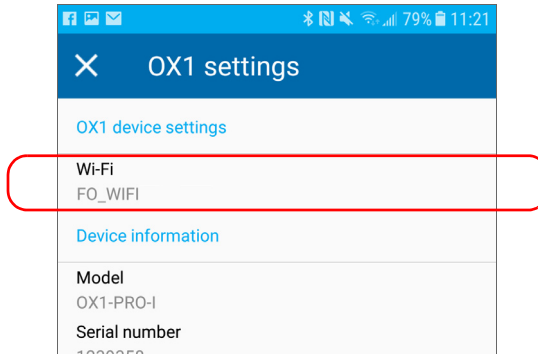 79% 11:21
OX1 settings
OX1 device settings
Wi-Fi
FO_WIFI
Device information
Model
OX1-PRO-I
Serial number